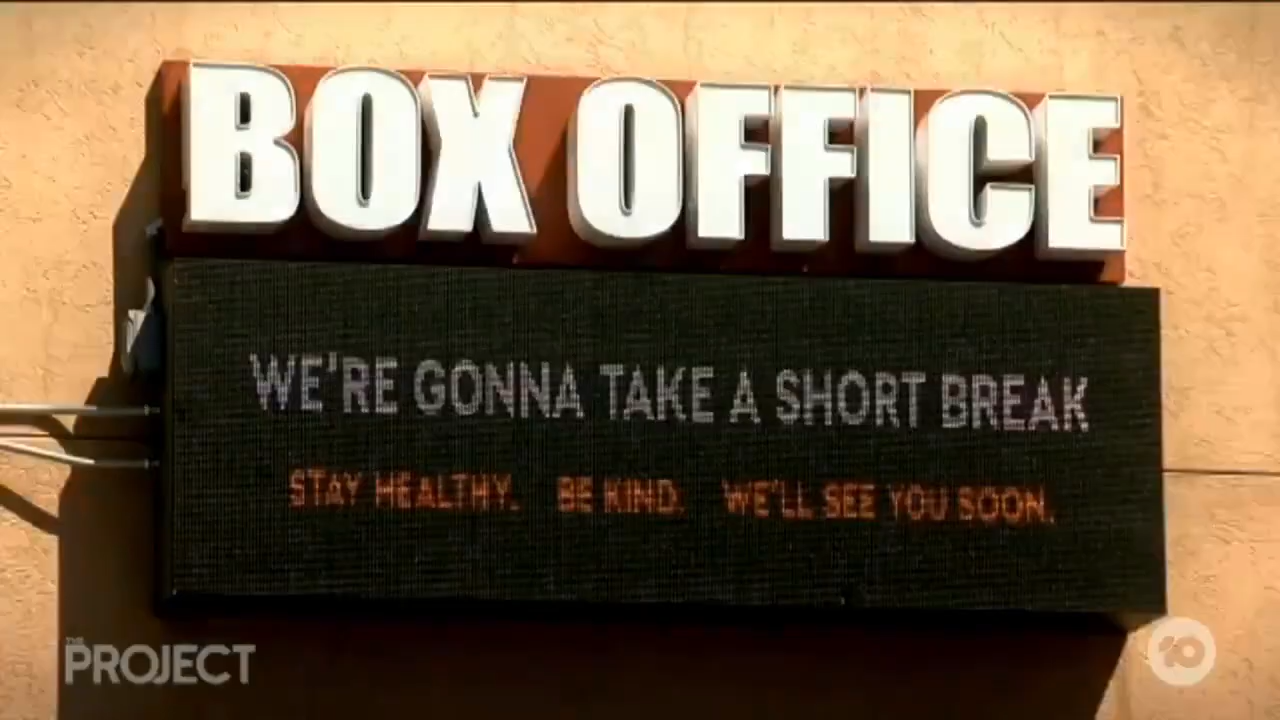 BOX OFFICE
WE'RE GONNA TAKE A SHORT BREAK
STAY HEALTHY. BE KIND. WE'LL SEE YOU SOON.
THE
PROJECT
10